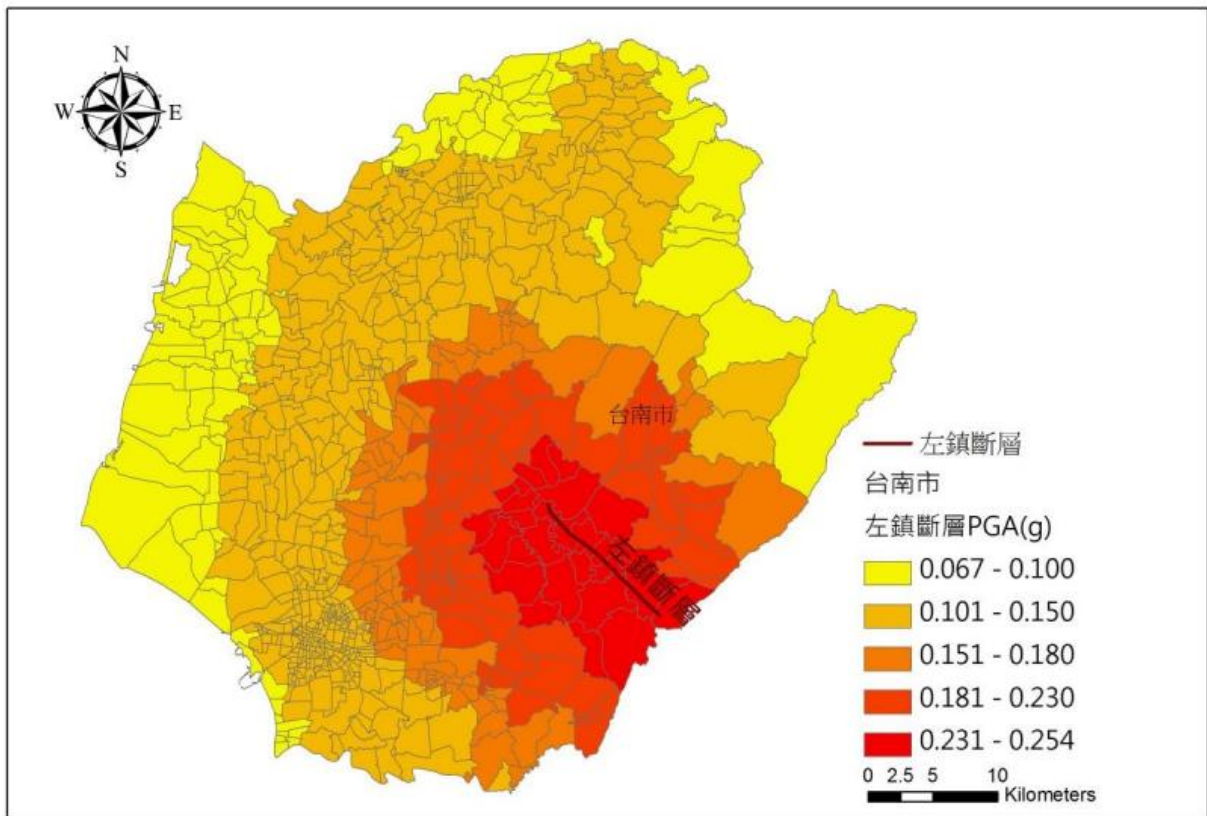 N
W E
S
台南市
左鎮斷層
左鎮斷層
台南市
左鎮斷層PGA(g)
0.067 - 0.100
0.101 - 0.150
0.151 - 0.180
0.181 - 0.230
0.231 - 0.254
0 2.5 5 10
Kilometers